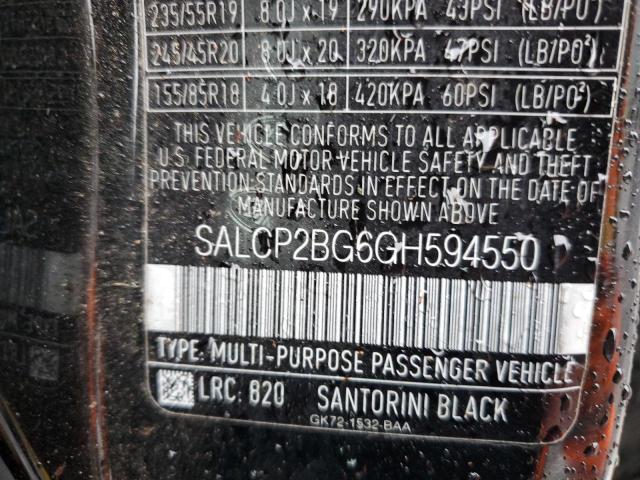 235/55R19 8.0J x 19 290KPA 43PSI (LB/PO²)
245/45R20 8.0J x 20 320KPA 47PSI (LB/PO²)
155/85R18 4.0J x 18 420KPA 60PSI (LB/PO²)
THIS VEHICLE CONFORMS TO ALL APPLICABLE
U.S. FEDERAL MOTOR VEHICLE SAFETY AND THEFT
PREVENTION STANDARDS IN EFFECT ON THE DATE OF
MANUFACTURE SHOWN ABOVE
SALCP2BG6GH594550
TYPE: MULTI-PURPOSE PASSENGER VEHICLE
LRC: 820 SANTORINI BLACK
GK72-1532-BAA